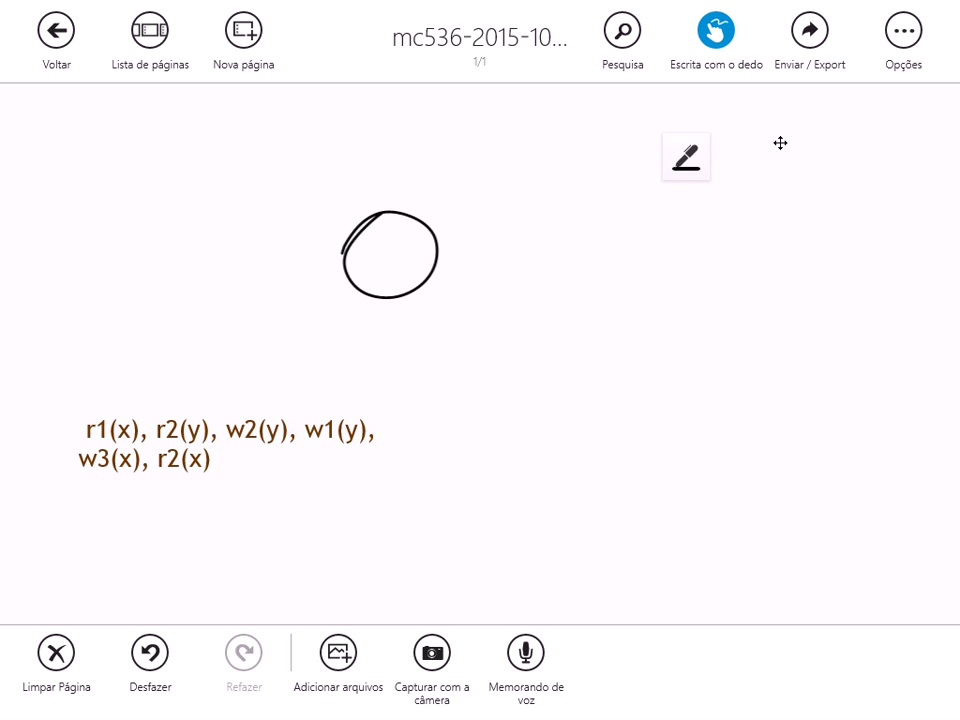 mc536-2015-10...
1/1
Voltar
Lista de páginas
Nova página
Pesquisa
Escrita com o dedo
Enviar / Export
Opções
r1(x), r2(y), w2(y), w1(y),
w3(x), r2(x)
Limpar Página
Desfazer
Refazer
Adicionar arquivos
Capturar com a
câmera
Memorando de
voz